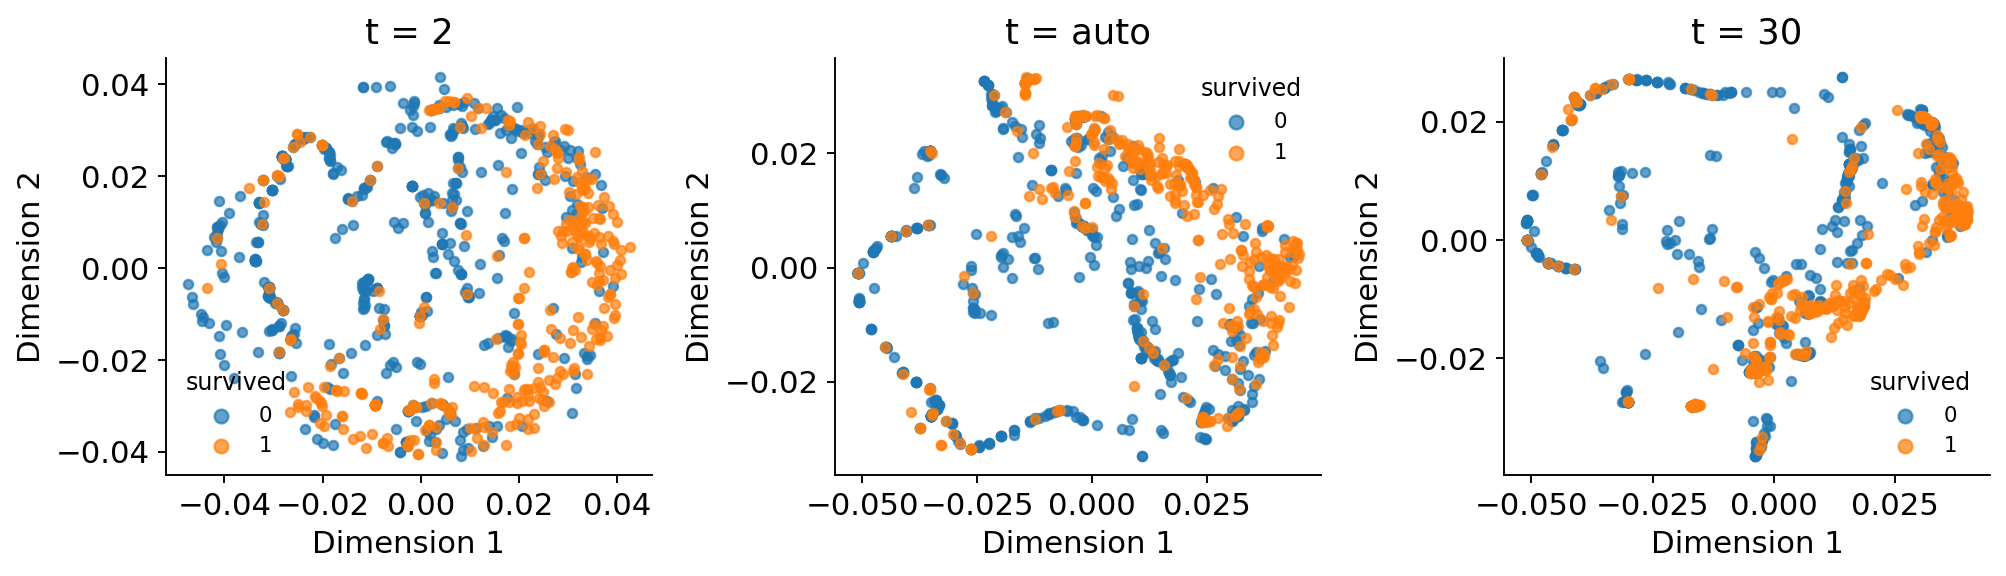 t = 2
0.04
0.02
0.00
−0.02
−0.04
Dimension 2
survived
0
1
−0.04 −0.02 0.00 0.02 0.04
Dimension 1
t = auto
0.02
0.00
−0.02
Dimension 2
survived
0
1
−0.050 −0.025 0.000 0.025
Dimension 1
t = 30
0.02
0.00
−0.02
Dimension 2
survived
0
1
−0.050 −0.025 0.000 0.025
Dimension 1